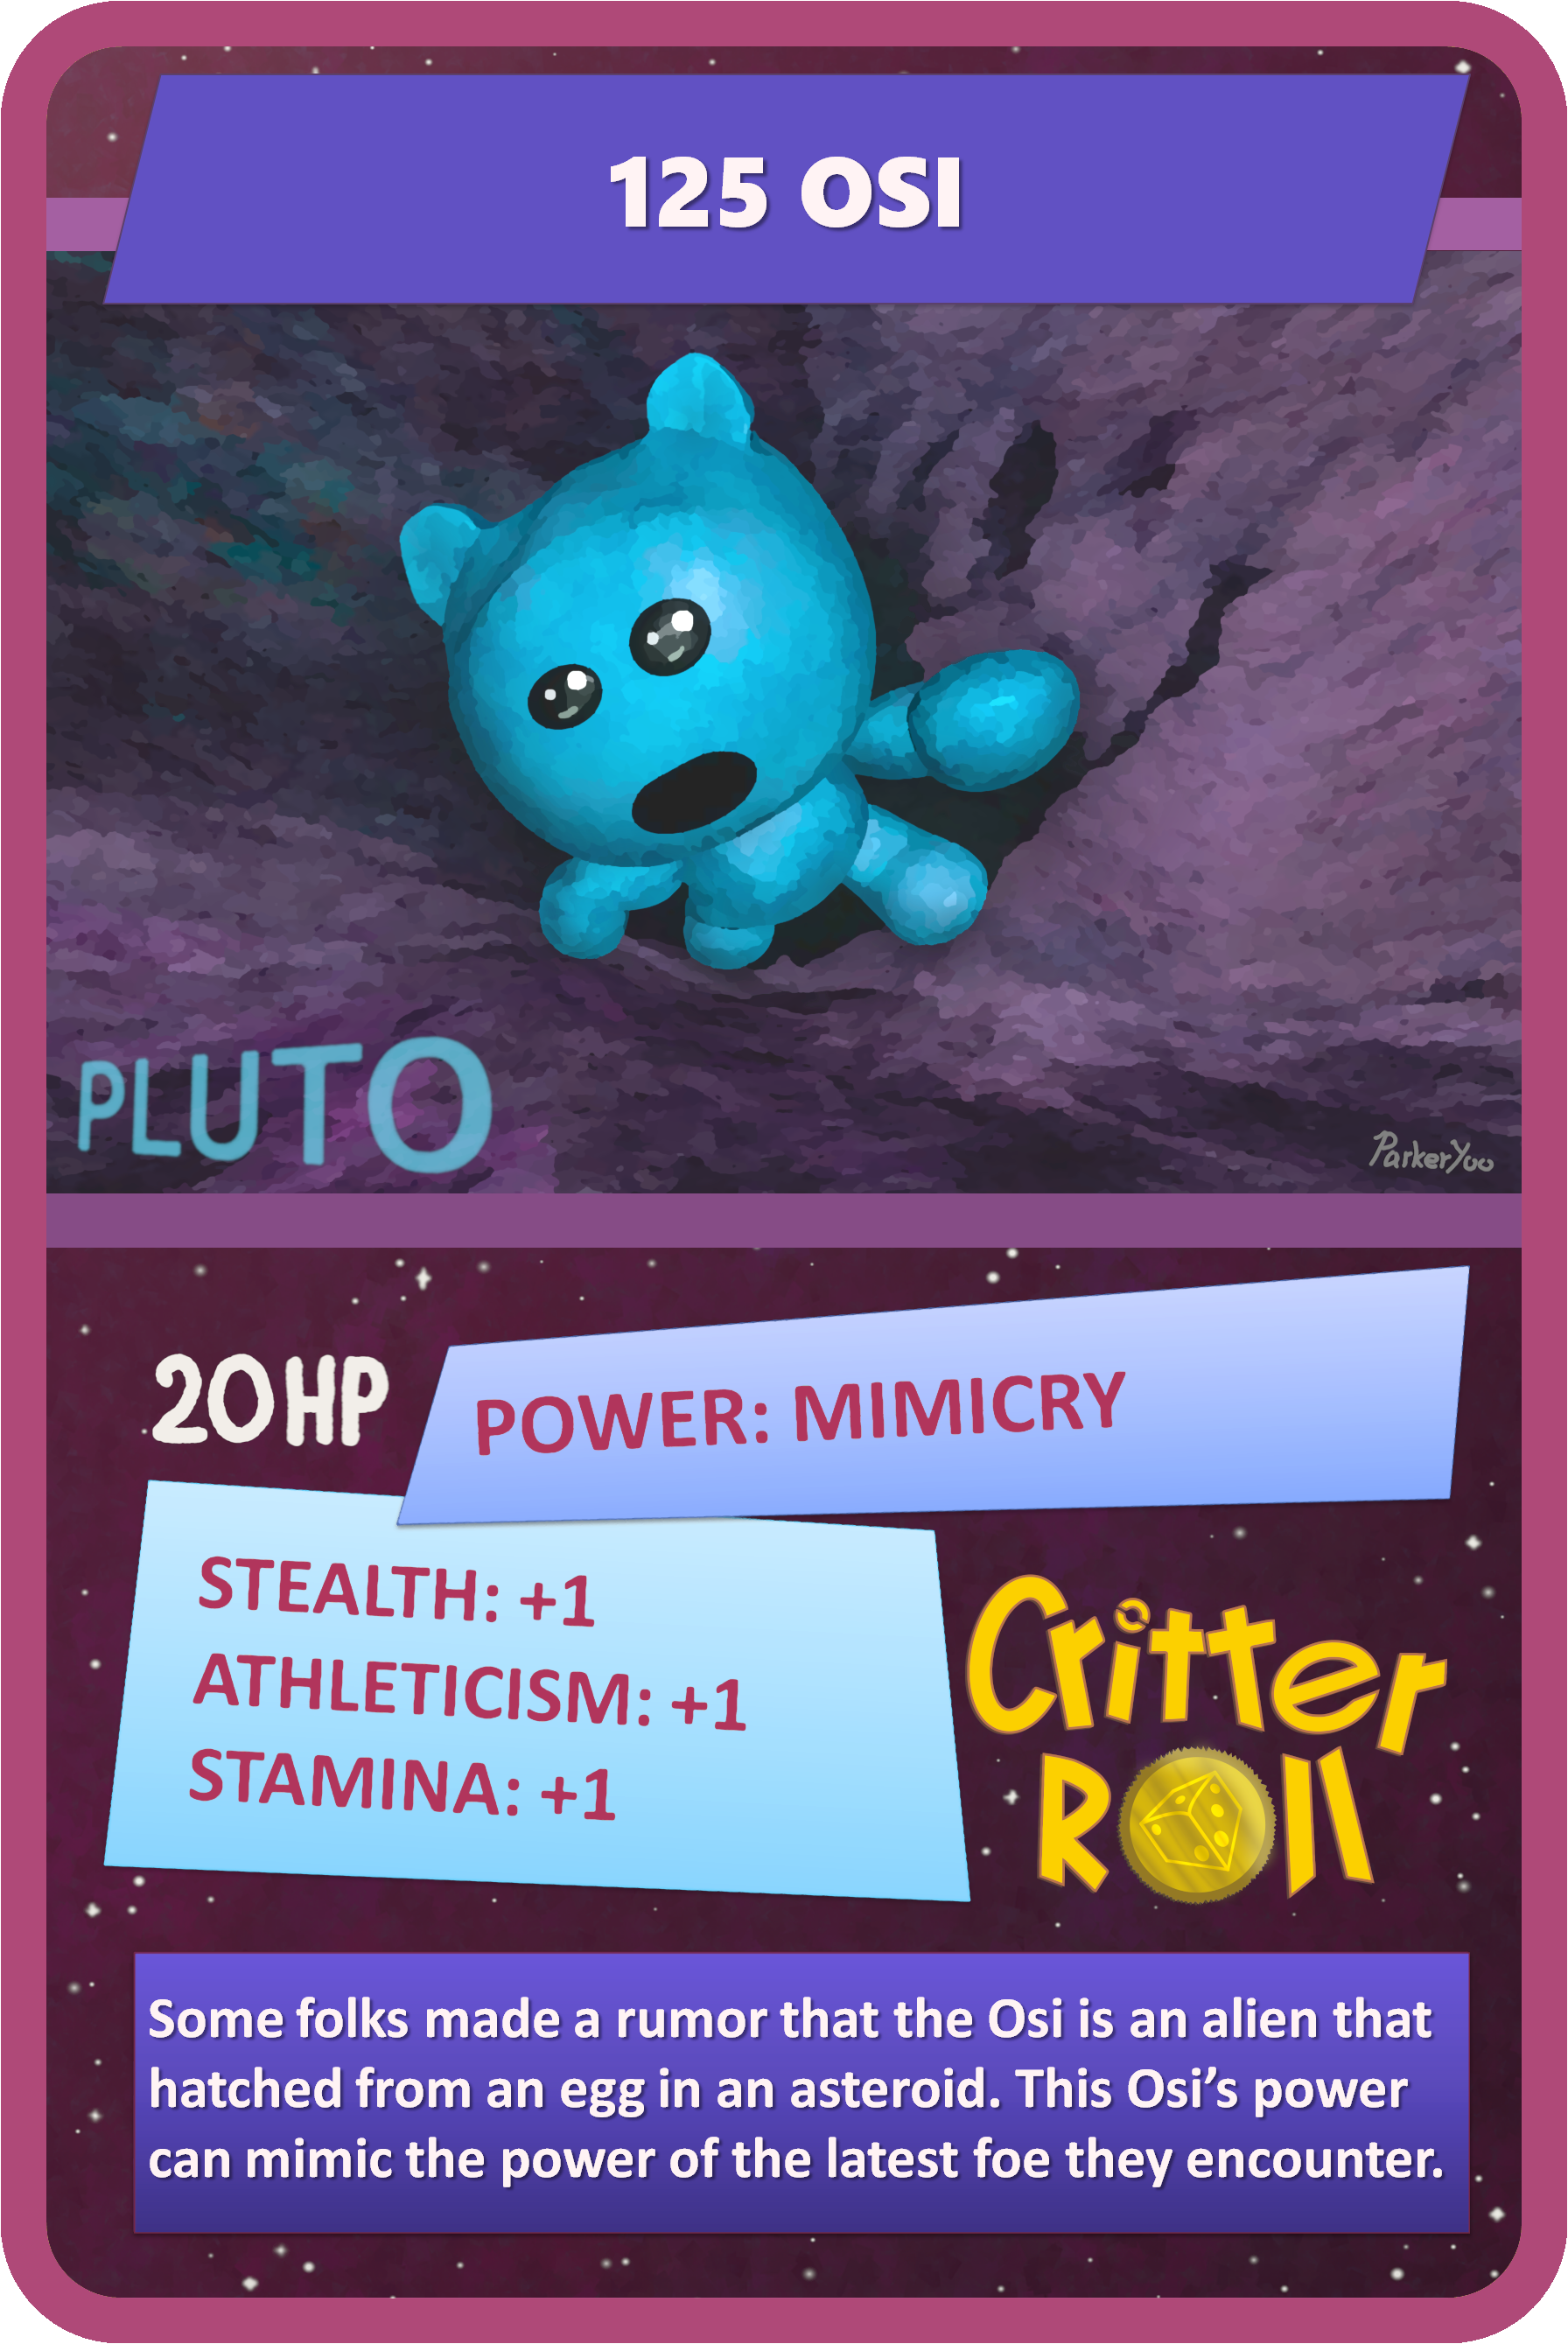 125 OSI
PLUTO
ParkerYoo
20HP
POWER: MIMICRY
STEALTH: +1
ATHLETICISM: +1
STAMINA: +1
Critter
Roll
Some folks made a rumor that the Osi is an alien that
hatched from an egg in an asteroid. This Osi’s power
can mimic the power of the latest foe they encounter.